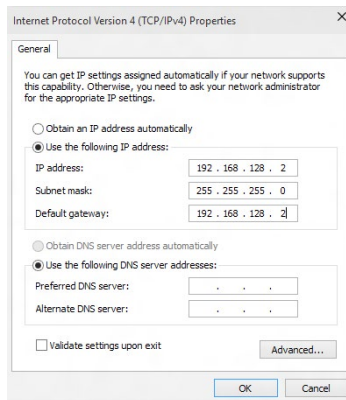 Internet Protocol Version 4 (TCP/IPv4) Properties
General
You can get IP settings assigned automatically if your network supports
this capability. Otherwise, you need to ask your network administrator
for the appropriate IP settings.
Obtain an IP address automatically
Use the following IP address:
IP address: 192 . 168 . 128 . 2
Subnet mask: 255 . 255 . 255 . 0
Default gateway: 192 . 168 . 128 . 2
Obtain DNS server address automatically
Use the following DNS server addresses:
Preferred DNS server: . . .
Alternate DNS server: . . .
Validate settings upon exit
Advanced...
OK Cancel